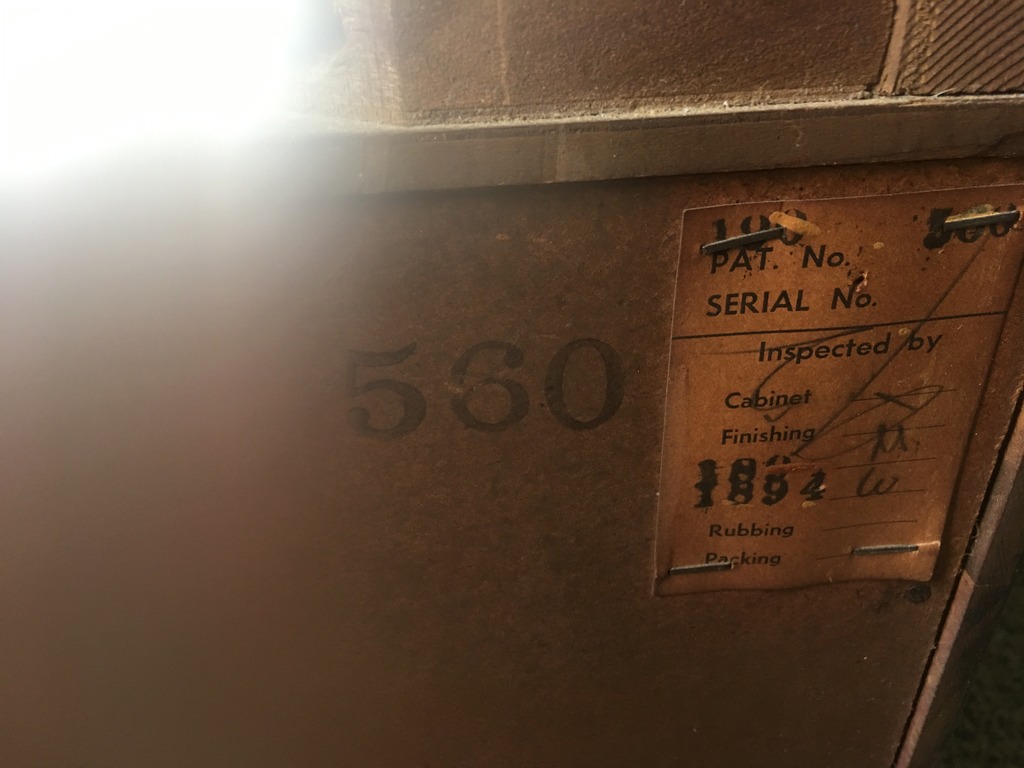 560
PAT. No.
SERIAL No.
Inspected by
Cabinet
Finishing M.
1894 W
Rubbing
Packing